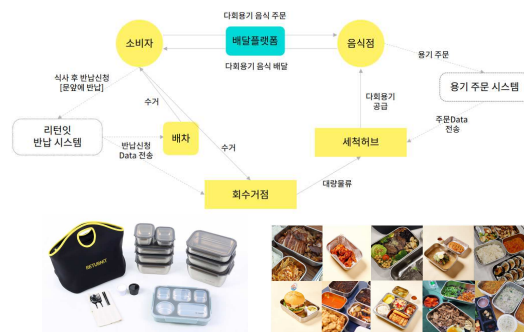 다회용기 음식 주문
소비자
배달플랫폼
음식점
다회용기 음식 배달
용기 주문
식사 후 반납신청
[문앞에 반납]
용기 주문 시스템
수거
다회용기
공급
리턴잇
반납 시스템
반납신청
Data 전송
배차
주문Data
전송
세척허브
수거
회수거점
대량물류
RETURNIT